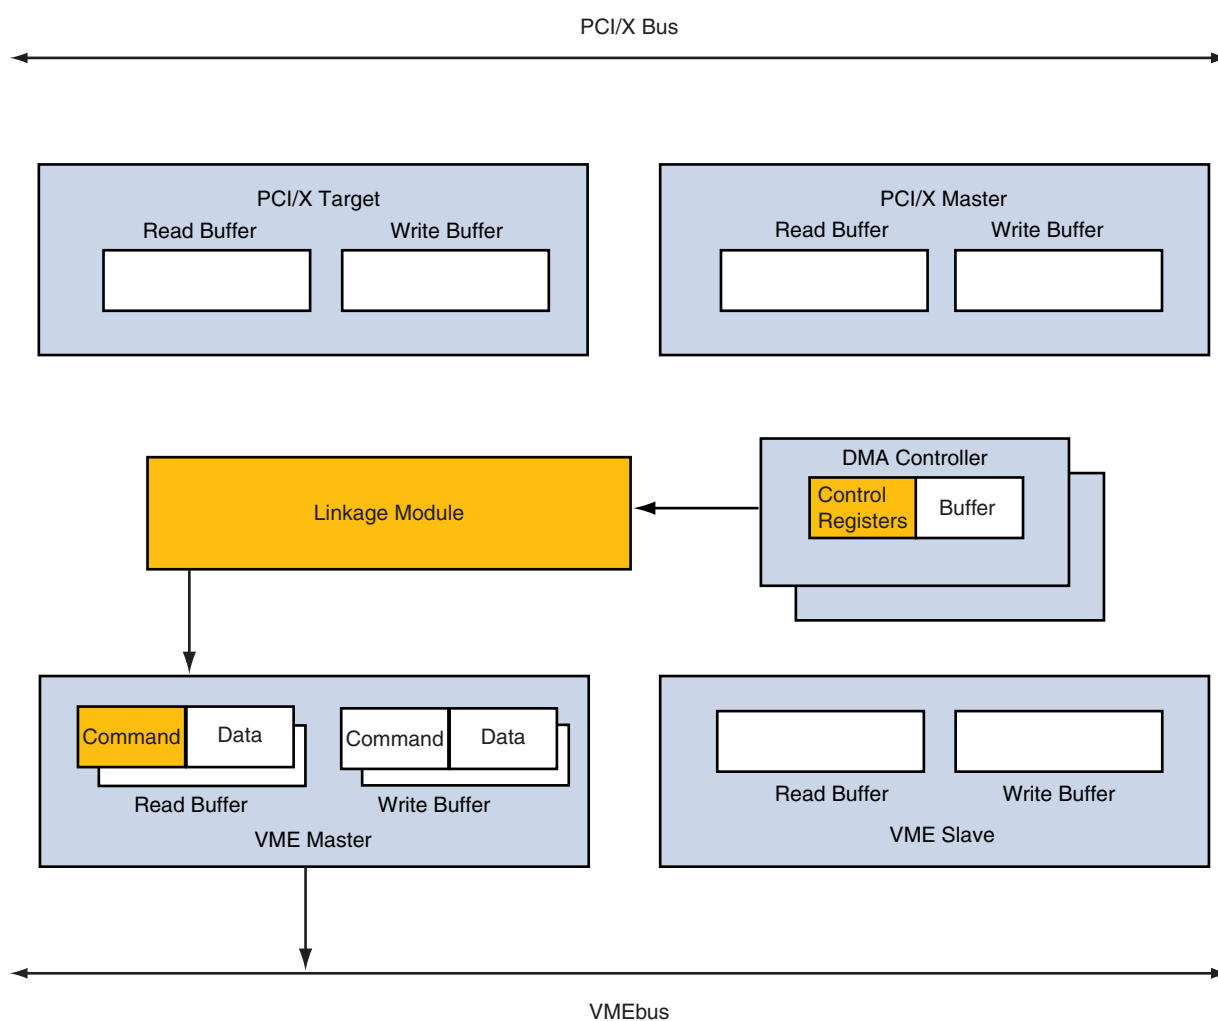 PCI/X Bus
PCI/X Target
Read Buffer
Write Buffer
PCI/X Master
Read Buffer
Write Buffer
Linkage Module
DMA Controller
Control
Registers
Buffer
Command
Data
Read Buffer
Command
Data
Write Buffer
VME Master
Read Buffer
Write Buffer
VME Slave
VMEbus